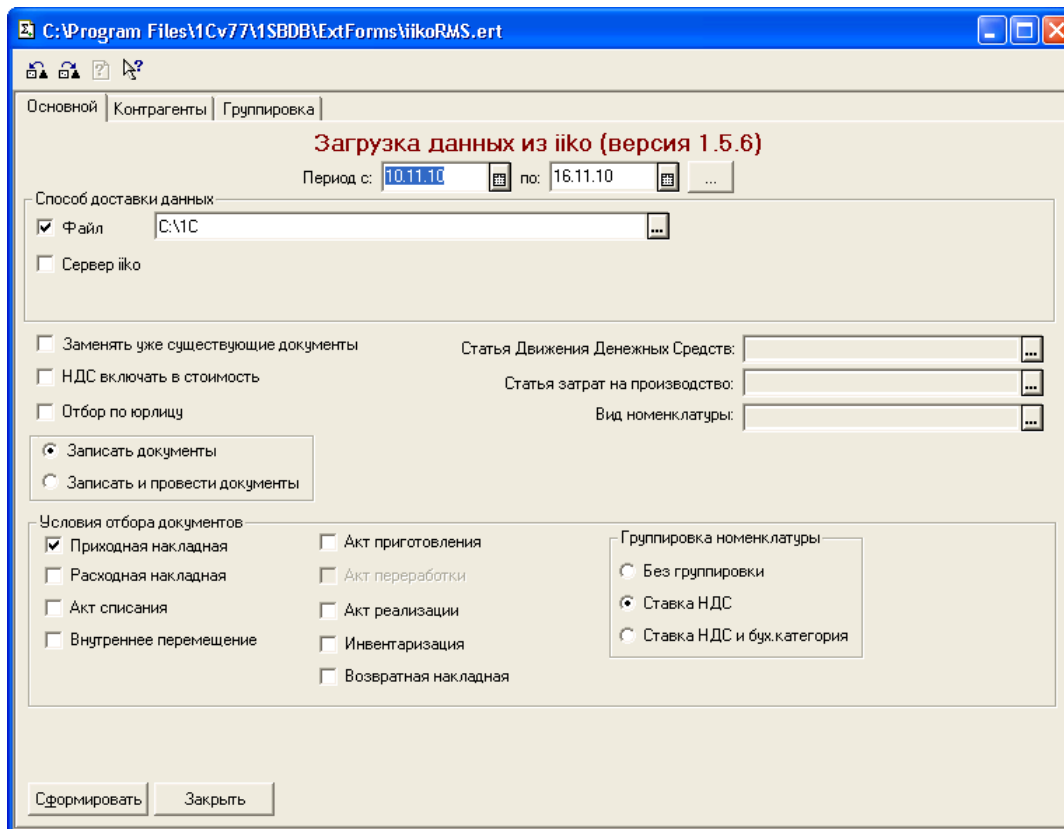 C:\Program Files\1Cv77\1SBDB\ExtForms\iikoRMS.ert
Основной Контрагенты Группировка
Загрузка данных из iiko (версия 1.5.6)
Период с: 10.11.10 по: 16.11.10 ...
Способ доставки данных
Файл C:\1C ...
Сервер iiko
Заменять уже существующие документы
НДС включать в стоимость
Отбор по юрлицу
Статья Движения Денежных Средств: ...
Статья затрат на производство: ...
Вид номенклатуры: ...
Записать документы
Записать и провести документы
Условия отбора документов
Приходная накладная
Расходная накладная
Акт списания
Внутреннее перемещение
Акт приготовления
Акт переработки
Акт реализации
Инвентаризация
Возвратная накладная
Группировка номенклатуры
Без группировки
Ставка НДС
Ставка НДС и бух.категория
Сформировать Закрыть